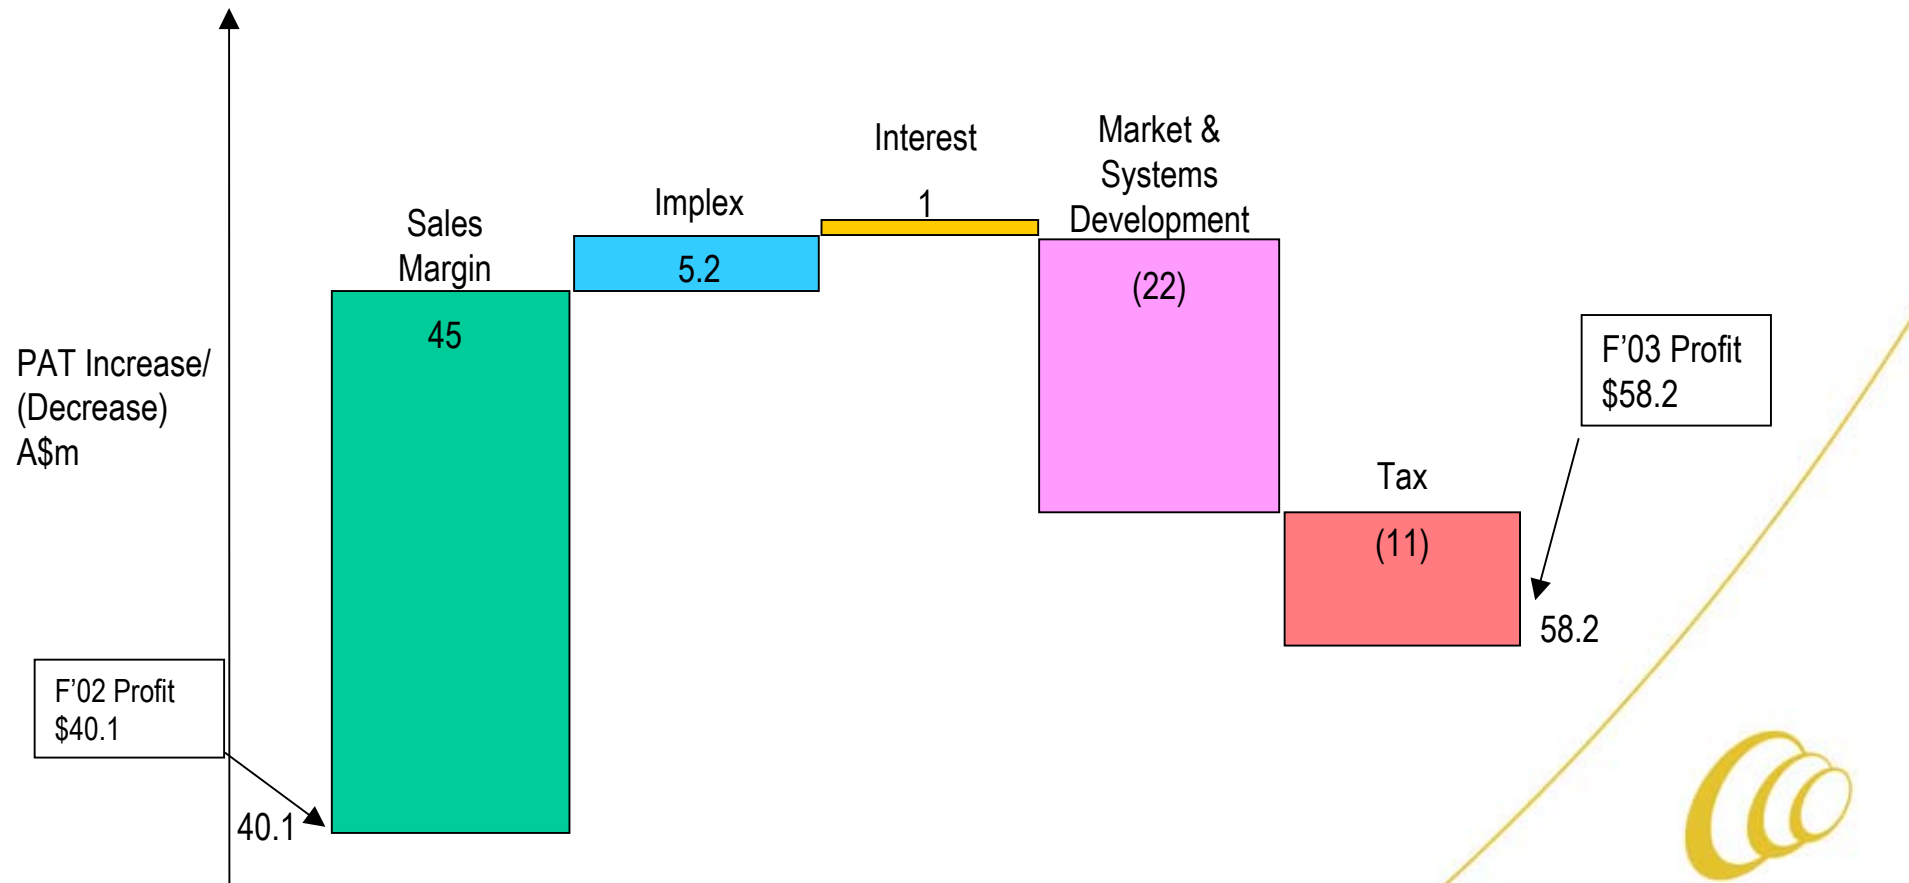 Interest
1
Market &
Systems
Development
(22)
Implex
5.2
Sales
Margin
45
PAT Increase/
(Decrease)
A$m
F’03 Profit
$58.2
Tax
(11)
58.2
F’02 Profit
$40.1
40.1